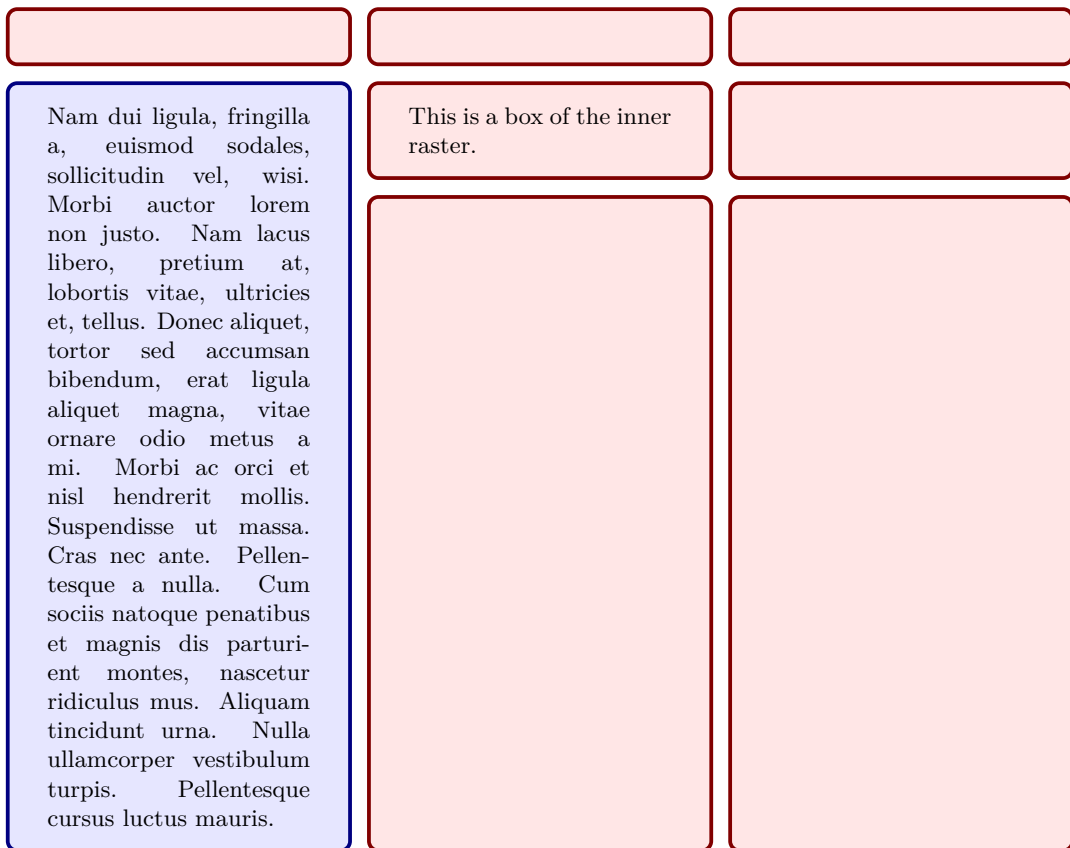 Nam dui ligula, fringilla
a, euismod sodales,
sollicitudin vel, wisi.
Morbi auctor lorem
non justo. Nam lacus
libero, pretium at,
lobortis vitae, ultricies
et, tellus. Donec aliquet,
tortor sed accumsan
bibendum, erat ligula
aliquet magna, vitae
ornare odio metus a
mi. Morbi ac orci et
nisl hendrerit mollis.
Suspendisse ut massa.
Cras nec ante. Pellen-
tesque a nulla. Cum
sociis natoque penatibus
et magnis dis parturi-
ent montes, nascetur
ridiculus mus. Aliquam
tincidunt urna. Nulla
ullamcorper vestibulum
turpis. Pellentesque
cursus luctus mauris.
This is a box of the inner
raster.